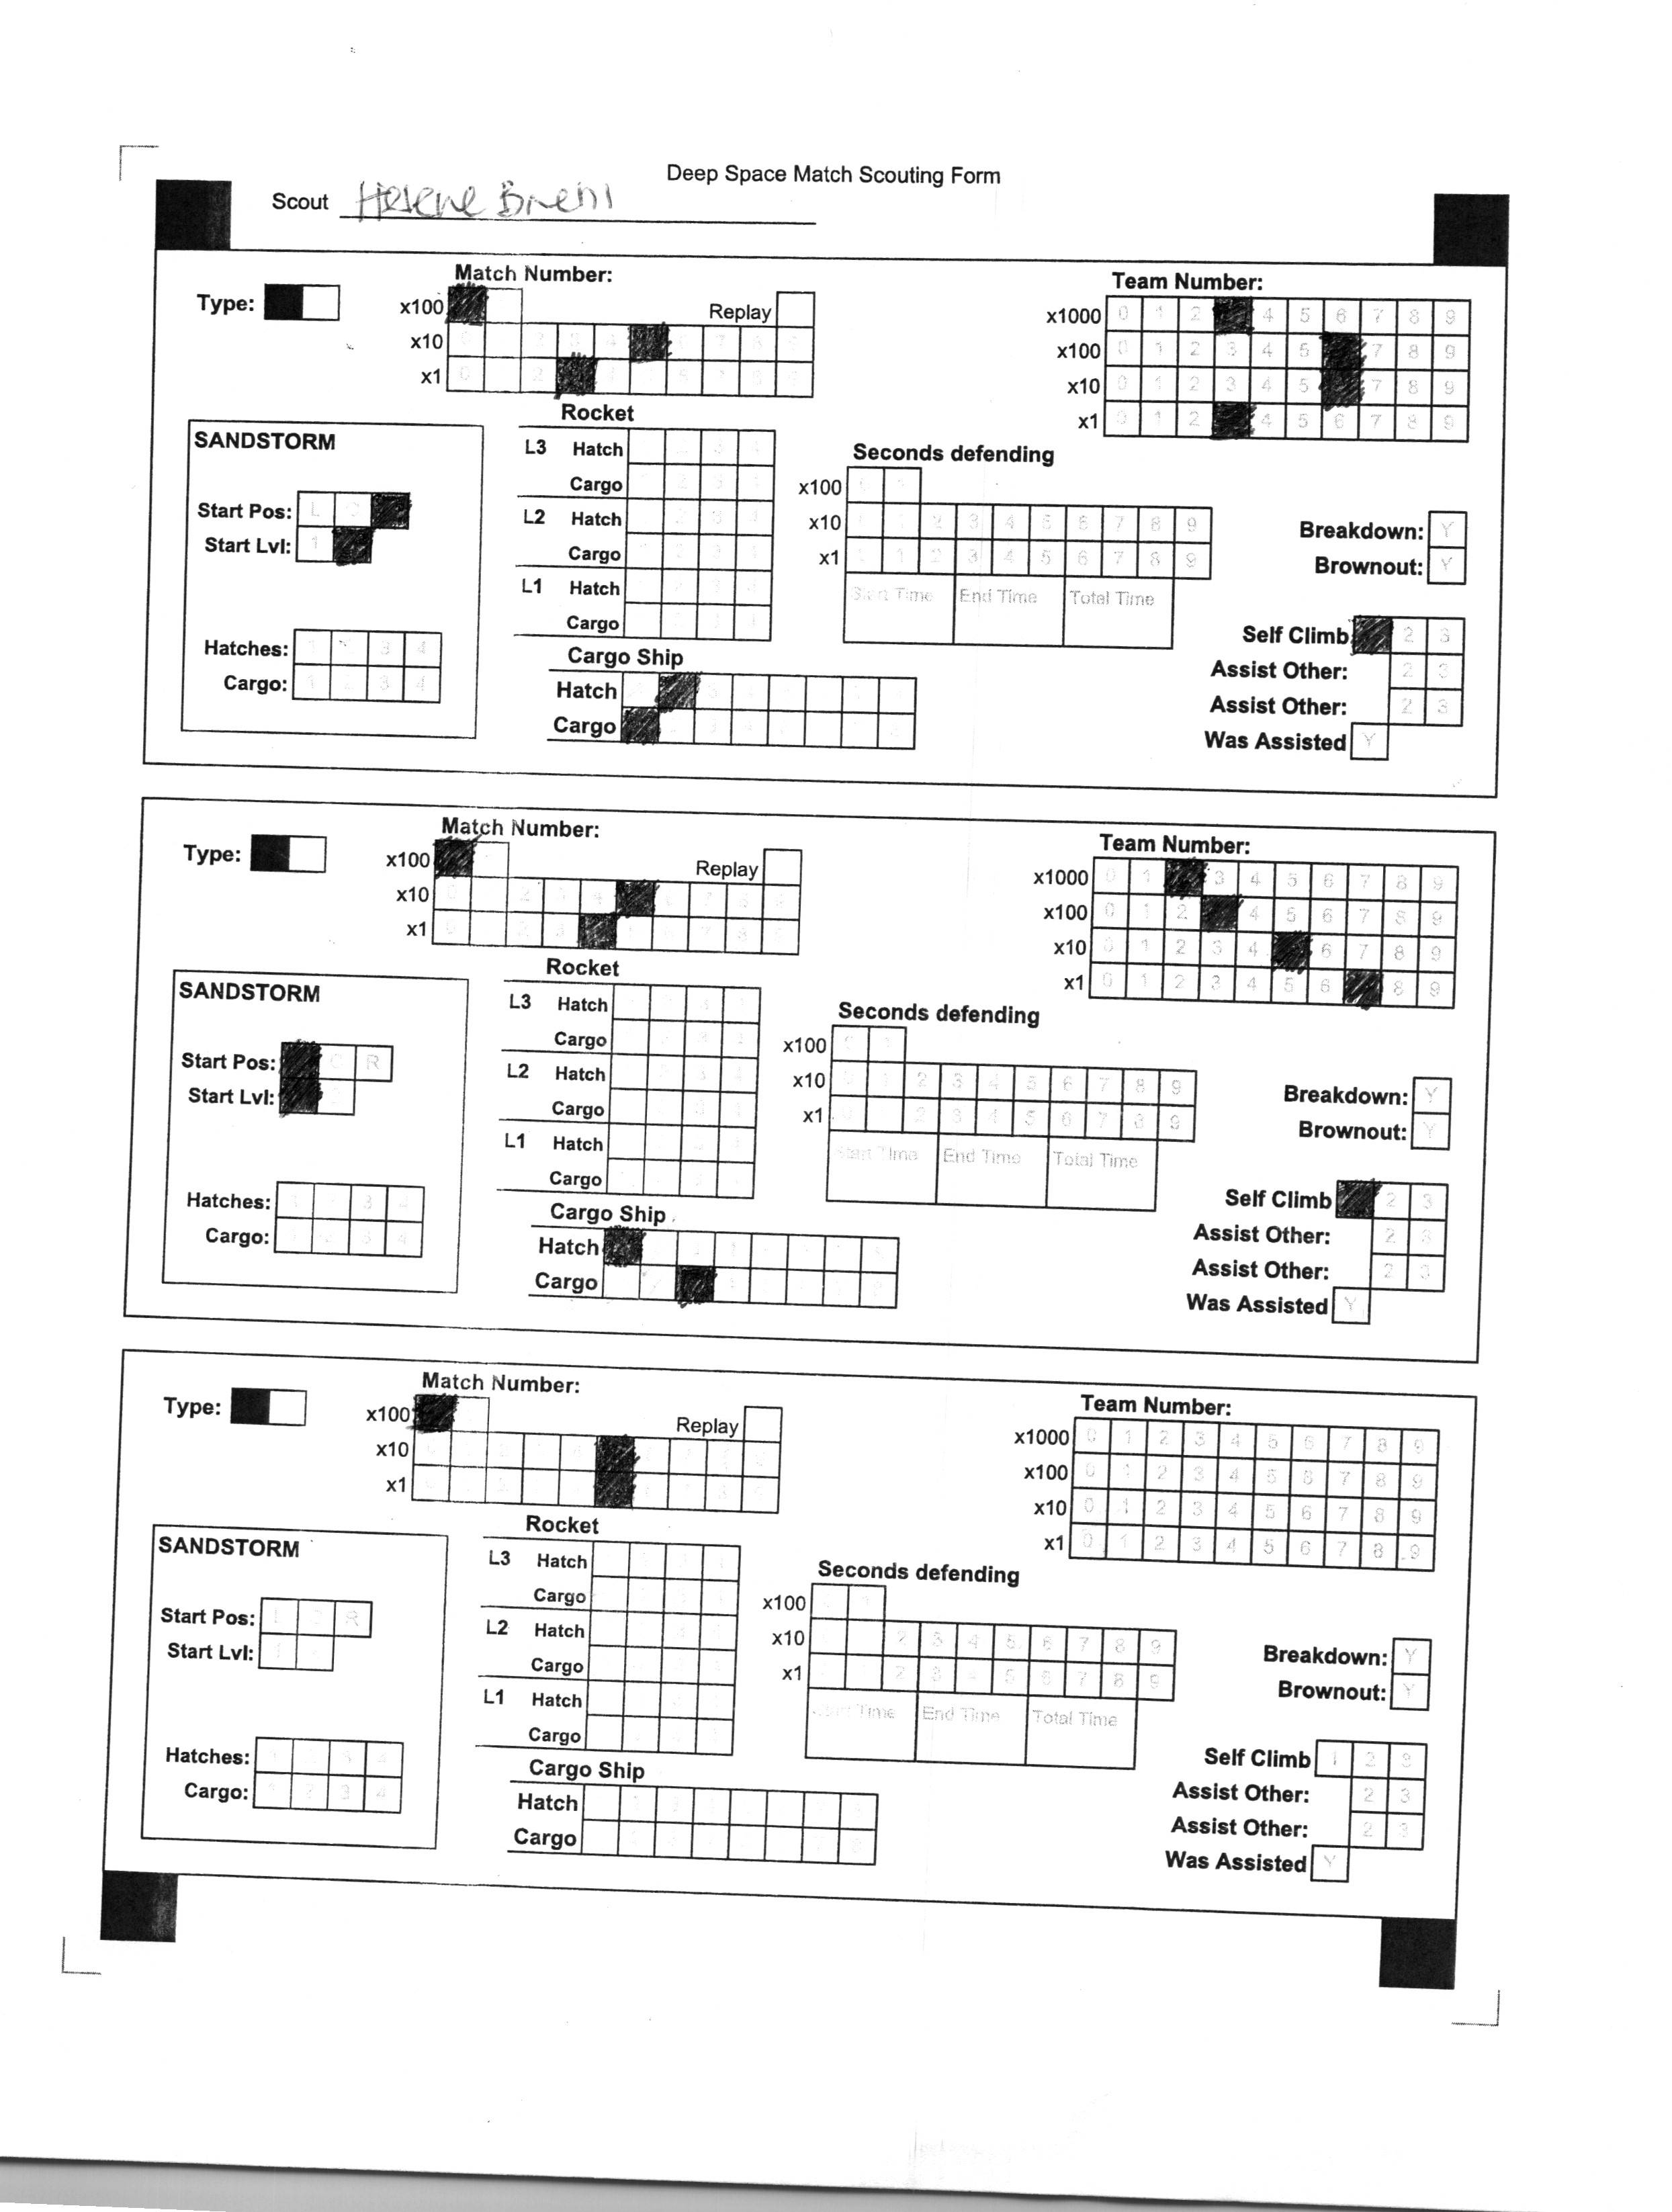 Deep Space Match Scouting Form
Scout Helene
Match Number:
Team Number:
Type:
x100
Replay
x10
x1
x1000 0 1 2 4 5 6 7 8 9
x100 0 1 2 3 4 5 7 8 9
x10 0 1 2 3 4 5 7 8 9
x1 0 1 2 4 5 6 7 8 9
SANDSTORM
Start Pos: L C
Start Lvl: 1
Hatches: 3 4
Cargo: 1 2 3 4
Rocket
L3 Hatch
Cargo
L2 Hatch
Cargo
L1 Hatch
Cargo
Cargo Ship
Hatch
Cargo
Seconds defending
x100
x10 2 3 4 5 6 7 8 9
x1 1 2 3 4 5 6 7 8 9
Start Time End Time Total Time
Breakdown: Y
Brownout: Y
Self Climb 2 3
Assist Other: 2 3
Assist Other: 2 3
Was Assisted Y
Match Number:
Team Number:
Type:
x100
Replay
x10
x1
x1000 0 1 3 4 5 6 7 8 9
x100 0 1 2 4 5 6 7 8 9
x10 0 1 2 3 4 6 7 8 9
x1 0 1 2 3 4 5 6 8 9
SANDSTORM
Start Pos: C R
Start Lvl:
Hatches: 3 4
Cargo: 2 3 4
Rocket
L3 Hatch
Cargo
L2 Hatch
Cargo
L1 Hatch
Cargo
Cargo Ship
Hatch
Cargo
Seconds defending
x100
x10 2 3 4 5 6 7 8 9
x1 2 3 4 5 6 7 8 9
Start Time End Time Total Time
Breakdown: Y
Brownout: Y
Self Climb 2 3
Assist Other: 2 3
Assist Other: 2 3
Was Assisted Y
Match Number:
Team Number:
Type:
x100
Replay
x10
x1
x1000 0 1 2 3 4 5 6 7 8 9
x100 0 1 2 3 4 5 6 7 8 9
x10 0 1 2 3 4 5 6 7 8 9
x1 0 1 2 3 4 5 6 7 8 9
SANDSTORM
Start Pos: R
Start Lvl:
Hatches: 1 2 3 4
Cargo: 1 2 3 4
Rocket
L3 Hatch
Cargo
L2 Hatch
Cargo
L1 Hatch
Cargo
Cargo Ship
Hatch
Cargo
Seconds defending
x100
x10 2 3 4 5 6 7 8 9
x1 2 3 4 5 6 7 8 9
Start Time End Time Total Time
Breakdown: Y
Brownout: Y
Self Climb 1 2 3
Assist Other: 2 3
Assist Other: 2 3
Was Assisted Y